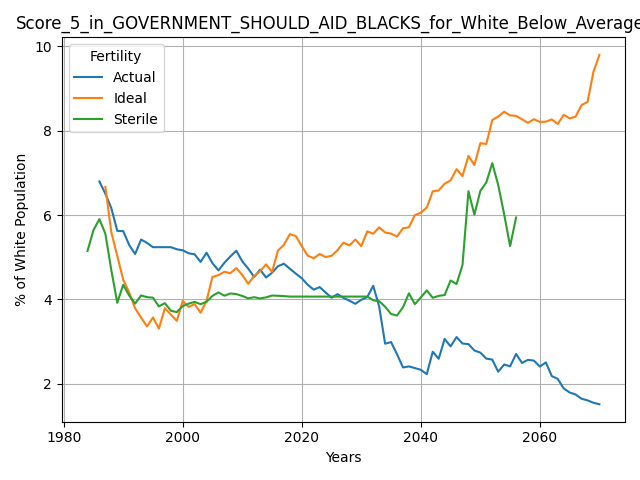 Score_5_in_GOVERNMENT_SHOULD_AID_BLACKS_for_White_Below_Average
Fertility
Actual
Ideal
Sterile
% of White Population
10
8
6
4
2
1980
2000
2020
2040
2060
Years